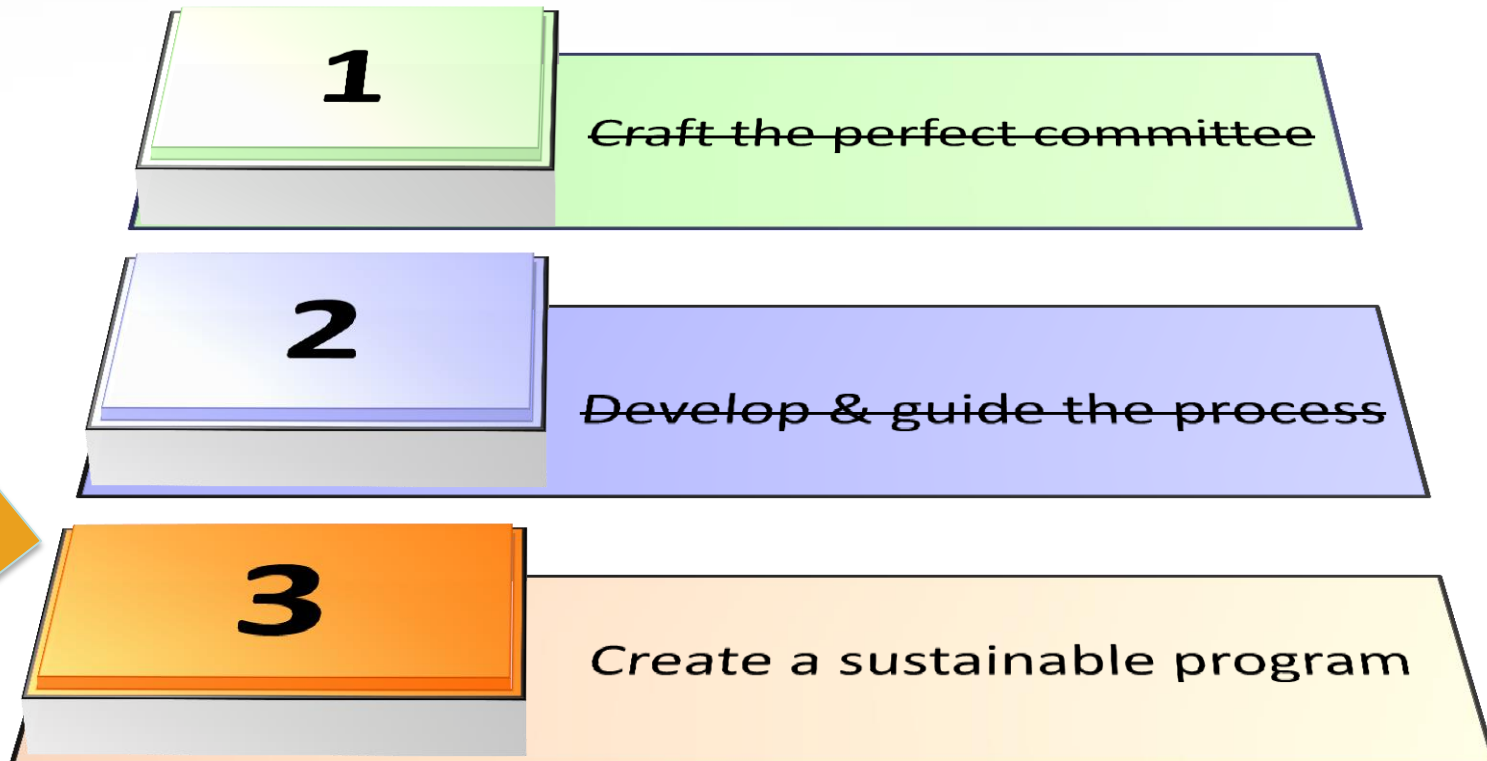 1
Craft the perfect committee
2
Develop & guide the process
3
Create a sustainable program